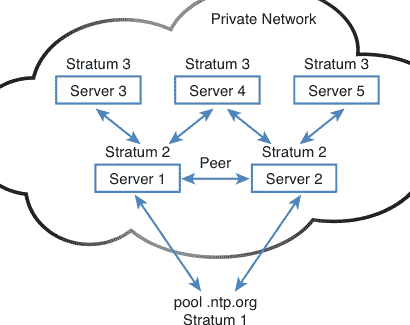 Private Network
Stratum 3
Stratum 3
Stratum 3
Server 3
Server 4
Server 5
Stratum 2
Peer
Stratum 2
Server 1
Server 2
pool .ntp.org
Stratum 1